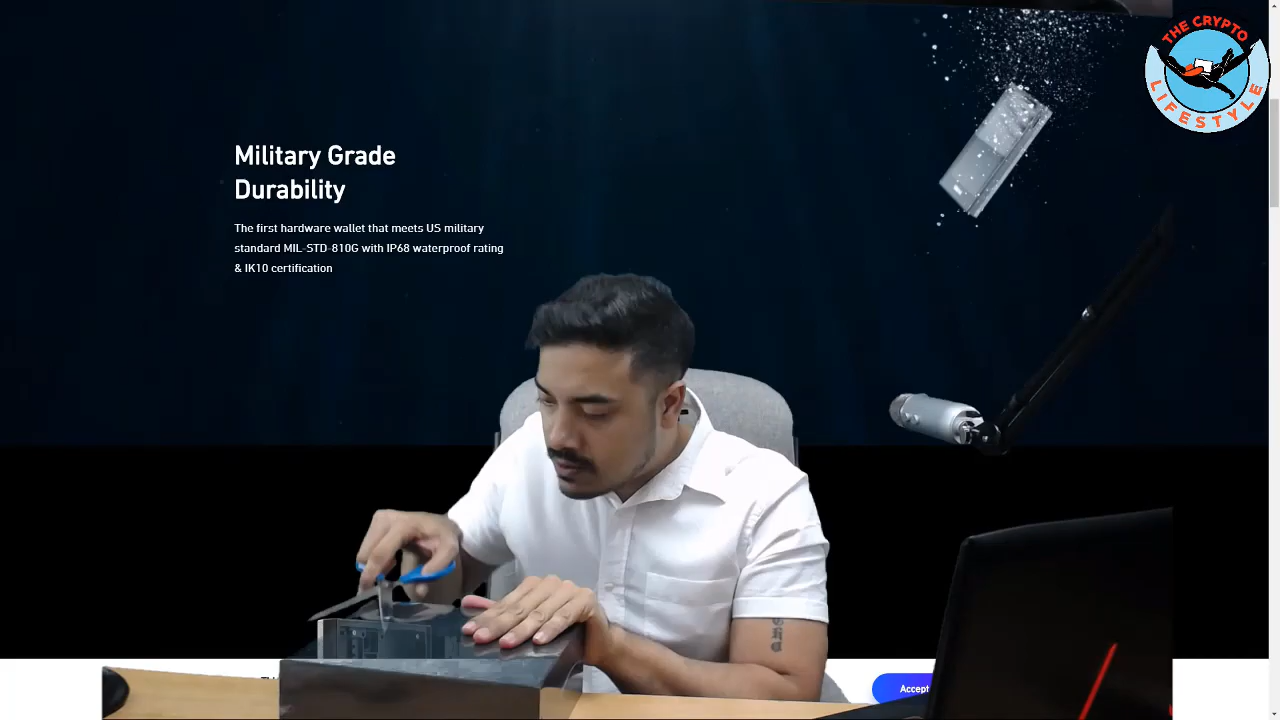 THE CRYPTO
LIFESTYLE
Military Grade
Durability
The first hardware wallet that meets US military
standard MIL-STD-810G with IP68 waterproof rating
& IK10 certification
Accept